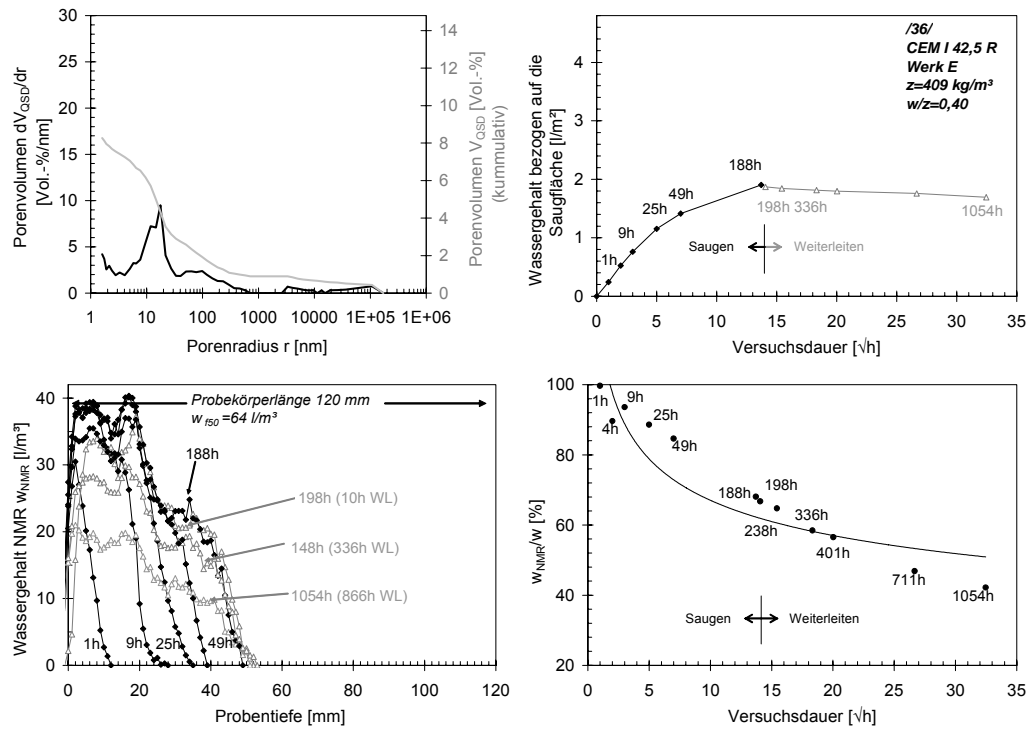 Porenvolumen dV_QSD/dr
[Vol.-%/nm]
30
25
20
15
10
5
0
14
12
10
8
6
4
2
0
Porenvolumen V_QSD [Vol.-%]
(kummulativ)
1 10 100 1000 10000 1E+05 1E+06
Porenradius r [nm]
Wassergehalt bezogen auf die
Saugfläche [l/m²]
4
3
2
1
0
/36/
CEM I 42,5 R
Werk E
z=409 kg/m³
w/z=0,40
1h
9h
25h
49h
188h
198h 336h
1054h
Saugen
Weiterleiten
0 5 10 15 20 25 30 35
Versuchsdauer [√h]
Wassergehalt NMR w_NMR [l/m³]
40
30
20
10
0
Probekörperlänge 120 mm
w_f50 =64 l/m³
188h
198h (10h WL)
148h (336h WL)
1054h (866h WL)
1h
9h
25h
49h
0 20 40 60 80 100 120
Probentiefe [mm]
w_NMR/w [%]
100
80
60
40
20
1h
9h
4h
25h
49h
188h
198h
238h
336h
401h
711h
1054h
Saugen
Weiterleiten
0 5 10 15 20 25 30 35
Versuchsdauer [√h]